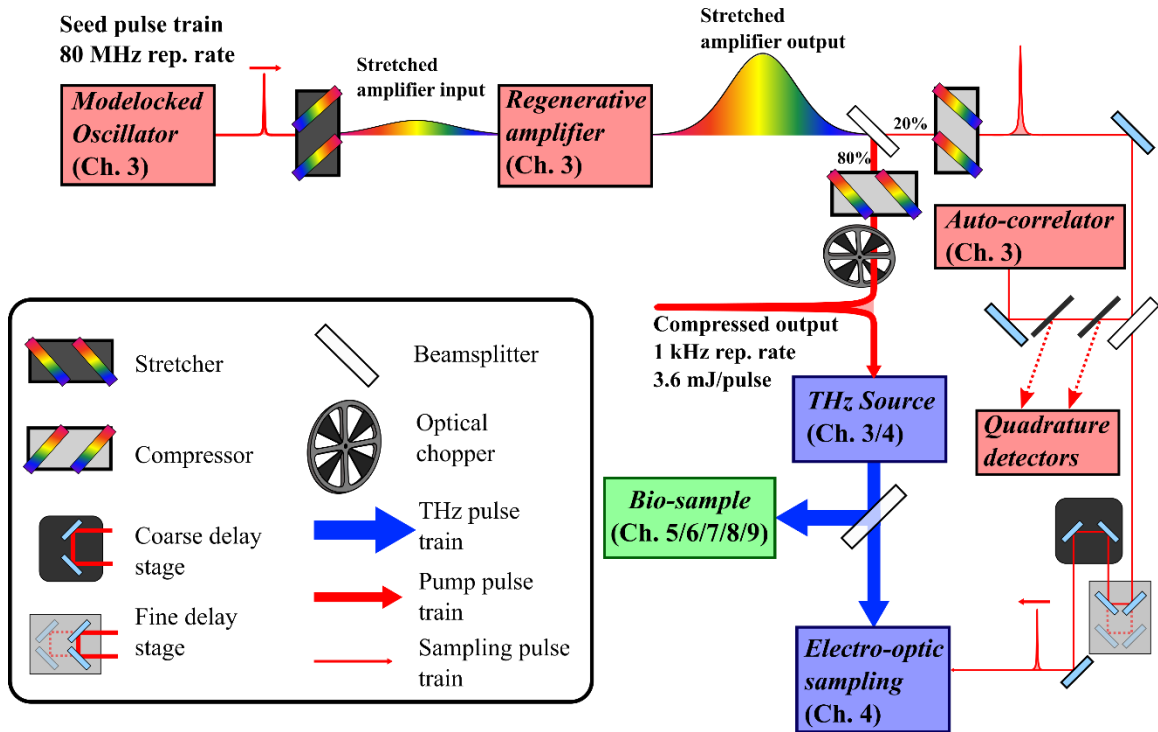 Seed pulse train
80 MHz rep. rate
Modelocked
Oscillator
(Ch. 3)
Stretched
amplifier input
Regenerative
amplifier
(Ch. 3)
Stretched
amplifier output
20%
80%
Auto-correlator
(Ch. 3)
Compressed output
1 kHz rep. rate
3.6 mJ/pulse
THz Source
(Ch. 3/4)
Quadrature
detectors
Bio-sample
(Ch. 5/6/7/8/9)
Electro-optic
sampling
(Ch. 4)
Stretcher
Compressor
Coarse delay
stage
Fine delay
stage
Beamsplitter
Optical
chopper
THz pulse
train
Pump pulse
train
Sampling pulse
train